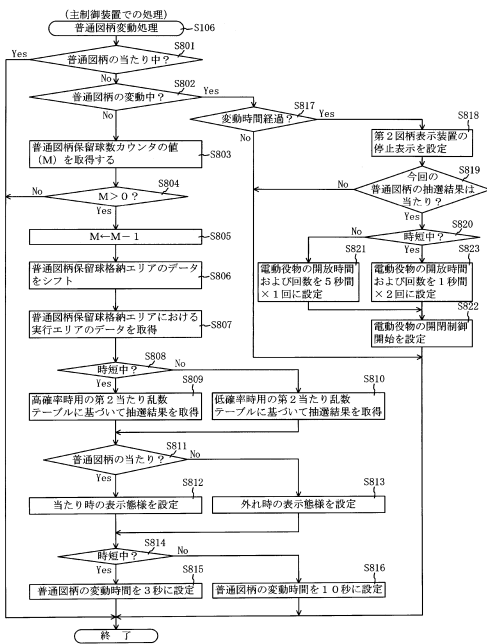 (主制御装置での処理)
普通図柄変動処理
S106
S801
普通図柄の当たり中?
Yes
No
S802
普通図柄の変動中?
Yes
No
S803
普通図柄保留球数カウンタの値
(M)を取得する
S804
M>0?
No
Yes
S805
M←M-1
S806
普通図柄保留球格納エリアのデータ
をシフト
S807
普通図柄保留球格納エリアにおける
実行エリアのデータを取得
S808
時短中?
No
Yes
S809
高確率時用の第2当たり乱数
テーブルに基づいて抽選結果を取得
S810
低確率時用の第2当たり乱数
テーブルに基づいて抽選結果を取得
S811
普通図柄の当たり?
No
Yes
S812
当たり時の表示態様を設定
S813
外れ時の表示態様を設定
S814
時短中?
No
Yes
S815
普通図柄の変動時間を3秒に設定
S816
普通図柄の変動時間を10秒に設定
S817
変動時間経過?
Yes
No
S818
第2図柄表示装置の
停止表示を設定
S819
今回の
普通図柄の抽選結果は
当たり?
No
Yes
S820
時短中?
No
Yes
S821
電動役物の開放時間
および回数を5秒間
×1回に設定
S823
電動役物の開放時間
および回数を1秒間
×2回に設定
S822
電動役物の開閉制御
開始を設定
終了